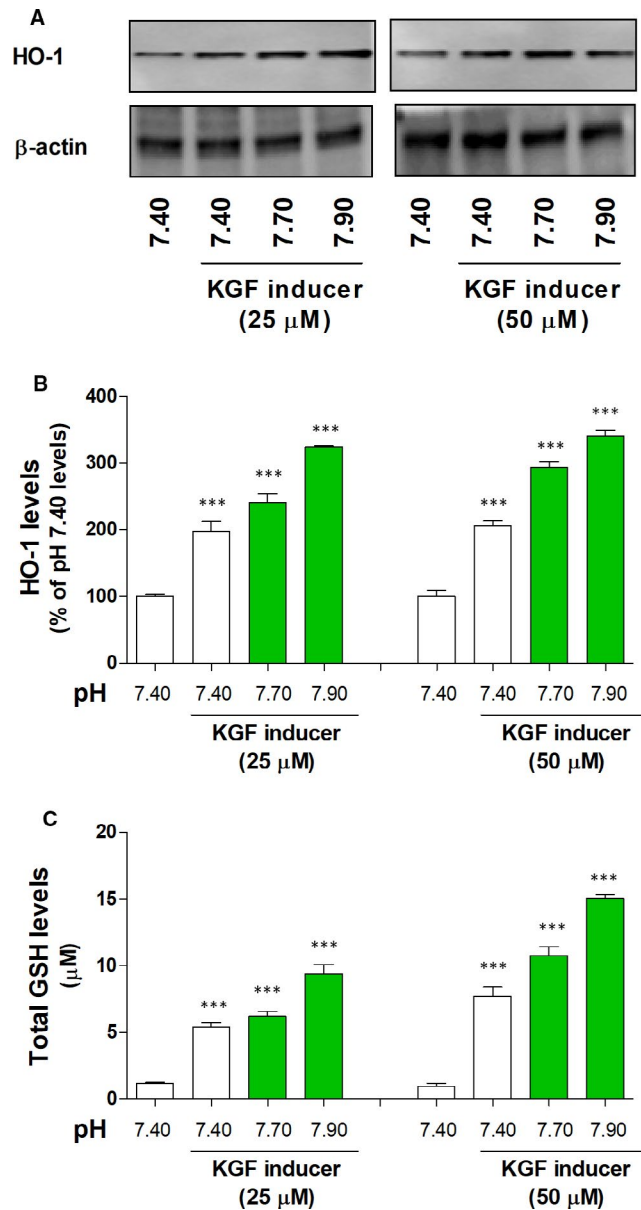 A
HO-1
β-actin
7.40 7.40 7.70 7.90 7.40 7.40 7.70 7.90
KGF inducer KGF inducer
(25 μM) (50 μM)
B
HO-1 levels
(% of pH 7.40 levels)
400
300
200
100
0
*** *** *** *** *** ***
pH 7.40 7.40 7.70 7.90 7.40 7.40 7.70 7.90
KGF inducer KGF inducer
(25 μM) (50 μM)
C
Total GSH levels
(μM)
20
15
10
5
0
*** *** *** *** *** ***
pH 7.40 7.40 7.70 7.90 7.40 7.40 7.70 7.90
KGF inducer KGF inducer
(25 μM) (50 μM)